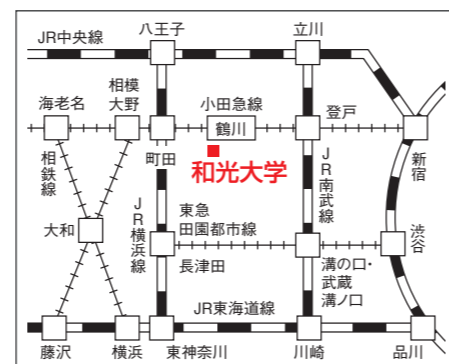 JR中央線
八王子
立川
海老名
相模
大野
小田急線
鶴川
登戸
相鉄線
町田
和光大学
JR南武線
新宿
大和
JR横浜線
東急
田園都市線
長津田
溝の口・
武蔵
溝ノ口
渋谷
JR東海道線
藤沢
横浜
東神奈川
川崎
品川